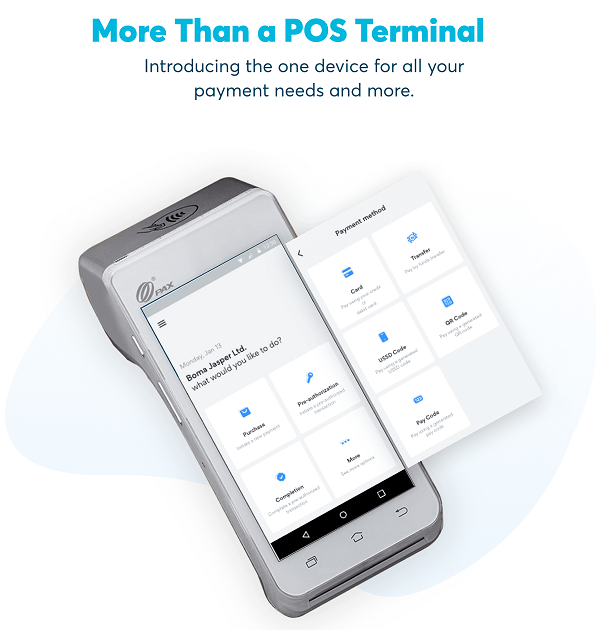 More Than a POS Terminal
Introducing the one device for all your
payment needs and more.
PAX
Monday, Jan 13
Boma Jasper Ltd.
what would you like to do?
Purchase
Initiate a new payment
Pre-authorization
Initiate a pre-authorized
transaction
Completion
Complete a pre-authorized
transaction
More
See more options
Payment method
Card
Pay using your credit
or
debit card
Transfer
Pay by funds transfer
USSD Code
Pay using a generated
USSD code
QR Code
Pay using a generated
QR code
Pay Code
Pay using a generated
pay code